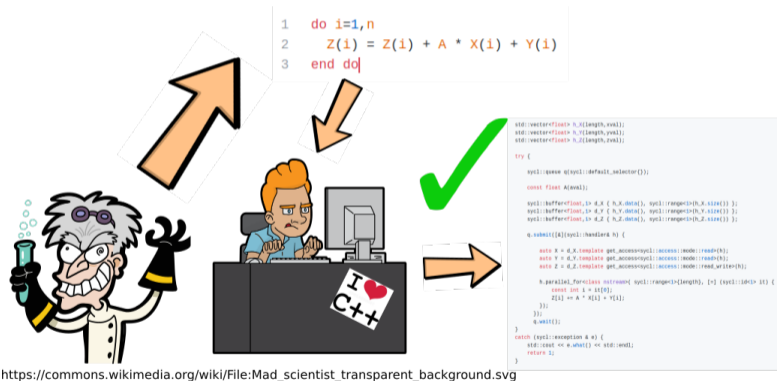 1 do i=1,n
2 Z(i) = Z(i) + A * X(i) + Y(i)
3 end do
I
C++
std::vector<float> h_X(length,xval);
std::vector<float> h_Y(length,yval);
std::vector<float> h_Z(length,zval);
try {
sycl::queue q(sycl::default_selector{});
const float A(aval);
sycl::buffer<float,1> d_X { h_X.data(), sycl::range<1>(h_X.size()) };
sycl::buffer<float,1> d_Y { h_Y.data(), sycl::range<1>(h_Y.size()) };
sycl::buffer<float,1> d_Z { h_Z.data(), sycl::range<1>(h_Z.size()) };
q.submit([&](sycl::handler& h) {
auto X = d_X.template get_access<sycl::access::mode::read>(h);
auto Y = d_Y.template get_access<sycl::access::mode::read>(h);
auto Z = d_Z.template get_access<sycl::access::mode::read_write>(h);
h.parallel_for<class nstream>( sycl::range<1>{length}, [=] (sycl::id<1> it) {
const int i = it[0];
Z[i] += A * X[i] + Y[i];
});
});
q.wait();
}
catch (sycl::exception & e) {
std::cout << e.what() << std::endl;
return 1;
}
https://commons.wikimedia.org/wiki/File:Mad_scientist_transparent_background.svg